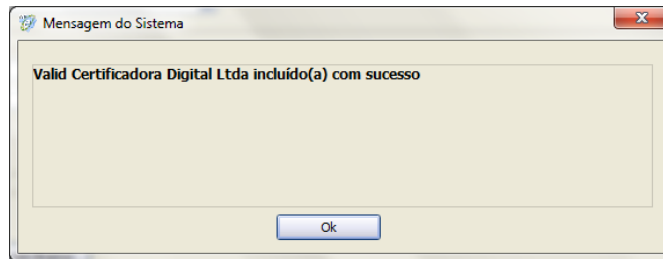 Mensagem do Sistema
Valid Certificadora Digital Ltda incluído(a) com sucesso
Ok